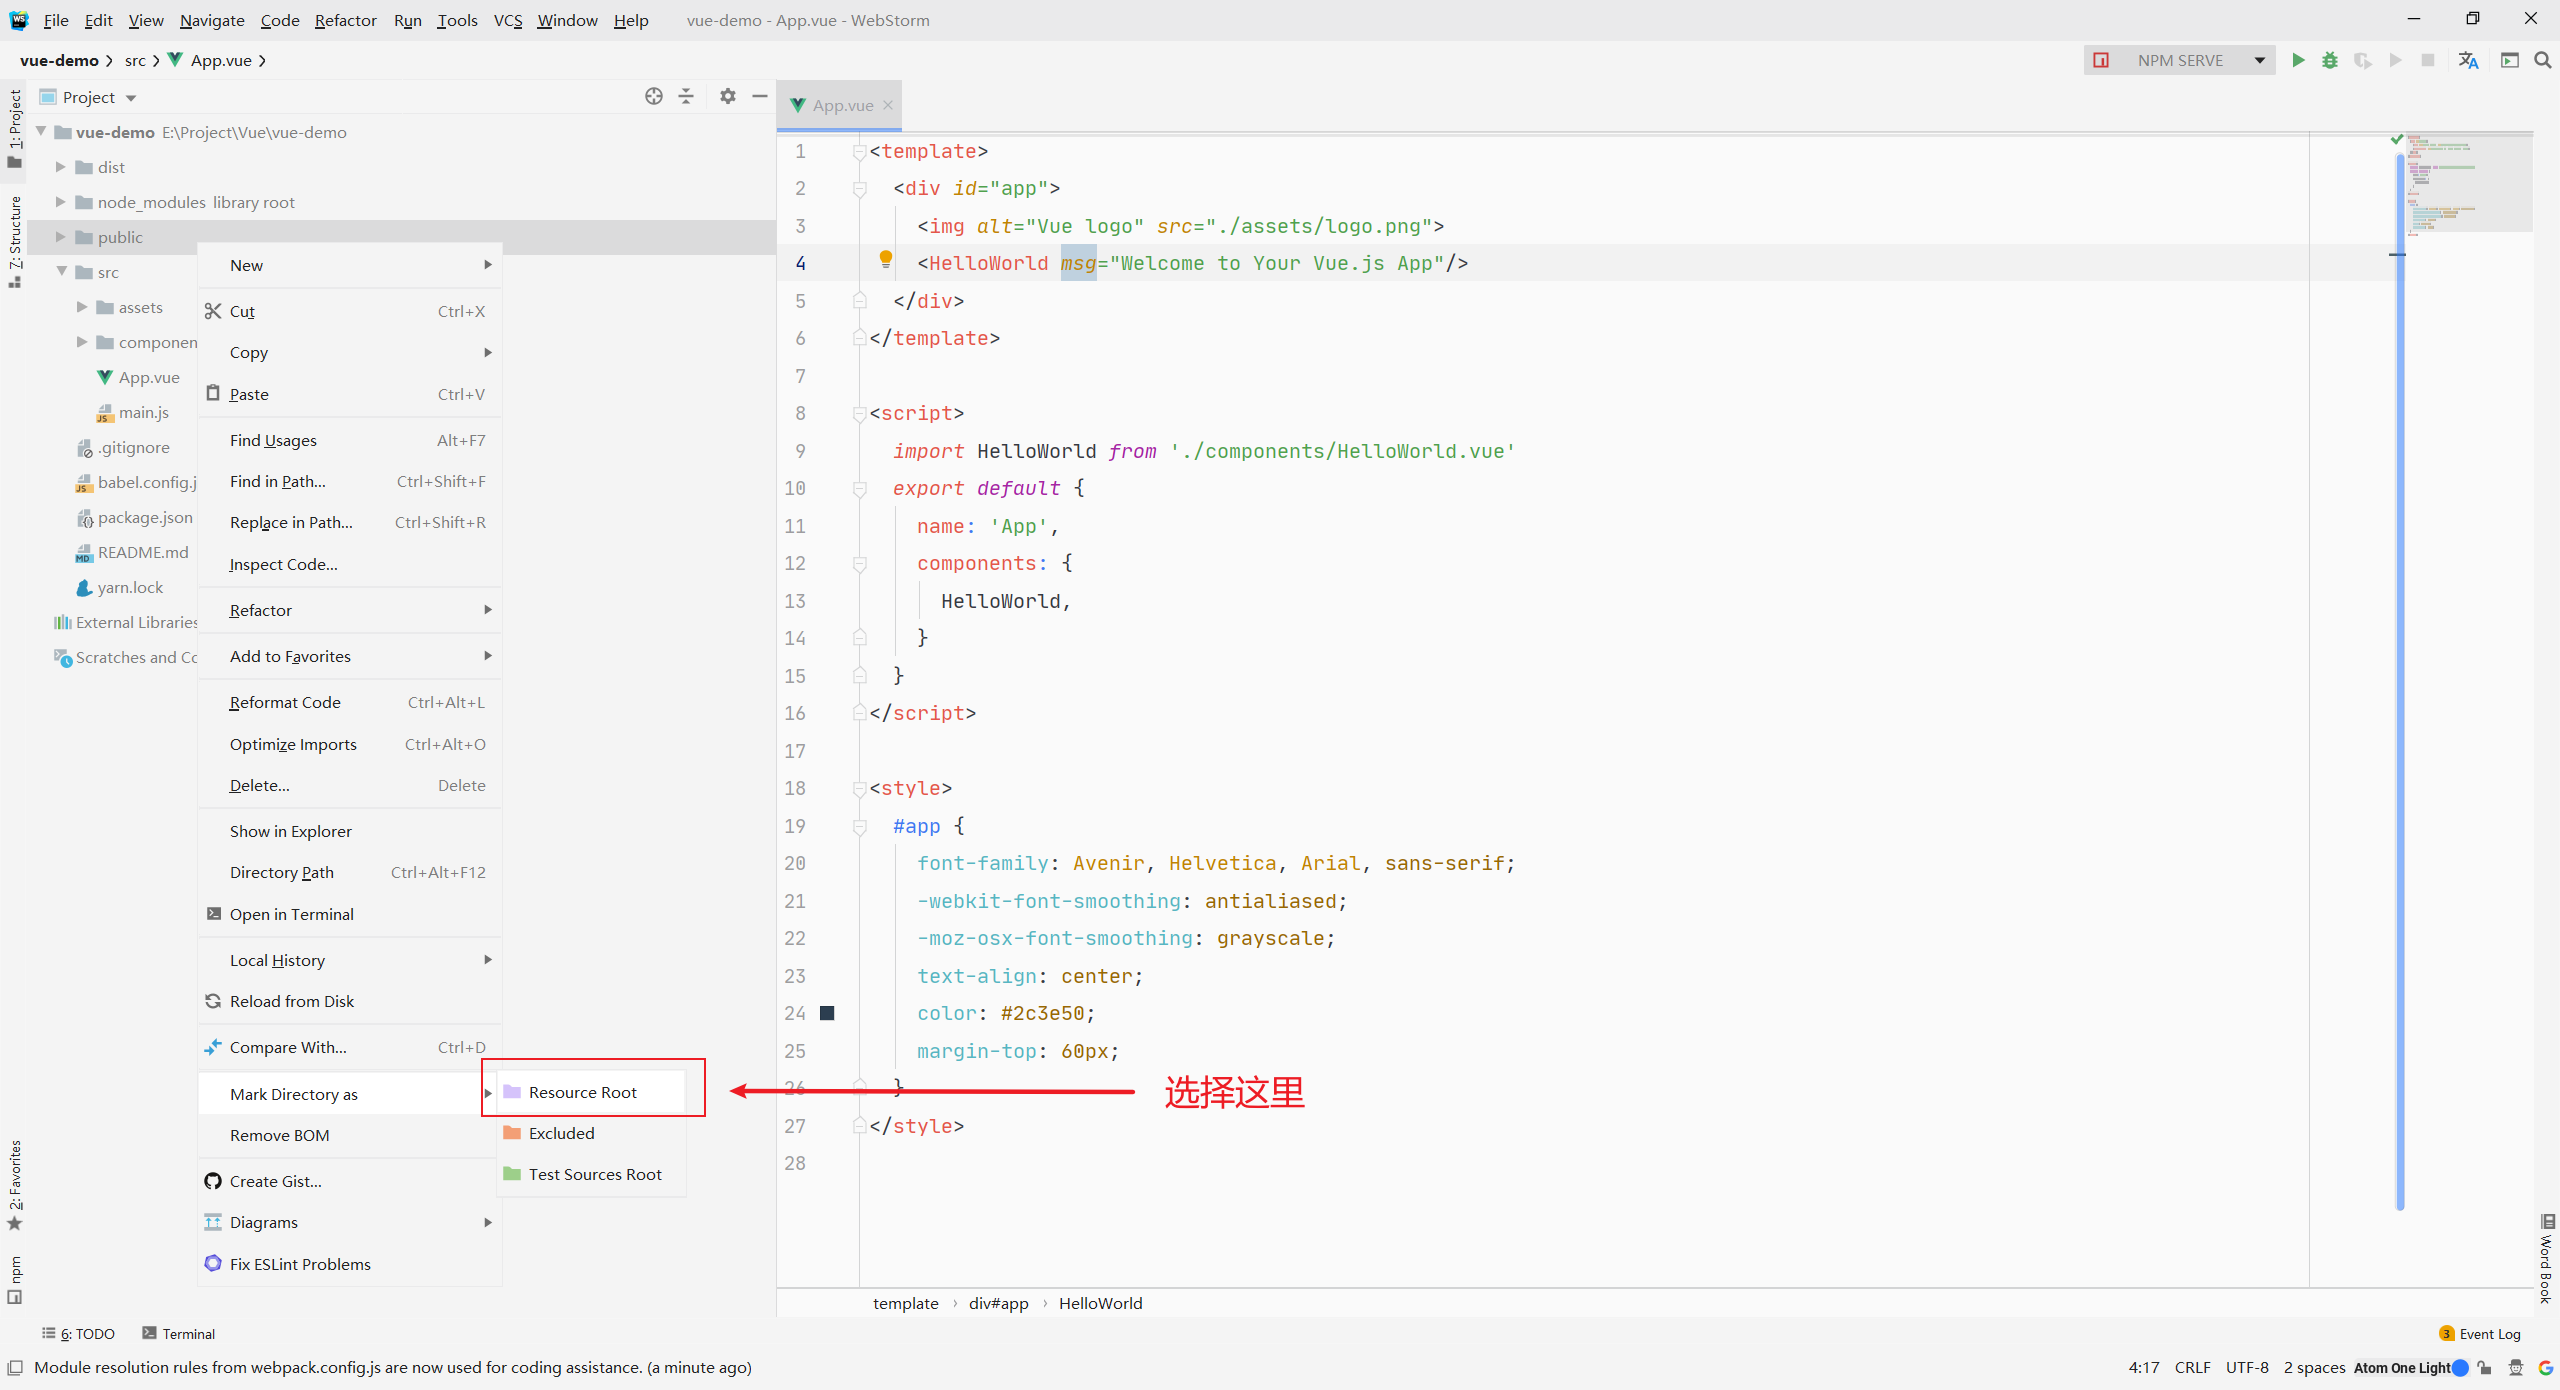 File Edit View Navigate Code Refactor Run Tools VCS Window Help vue-demo - App.vue - WebStorm
vue-demo src App.vue
NPM SERVE
1: Project
7: Structure
2: Favorites
npm
Project
vue-demo E:\Project\Vue\vue-demo
dist
node_modules library root
public
src
assets
componen
App.vue
main.js
.gitignore
babel.config.j
package.json
README.md
yarn.lock
External Libraries
Scratches and Co
New
Cut Ctrl+X
Copy
Paste Ctrl+V
Find Usages Alt+F7
Find in Path... Ctrl+Shift+F
Replace in Path... Ctrl+Shift+R
Inspect Code...
Refactor
Add to Favorites
Reformat Code Ctrl+Alt+L
Optimize Imports Ctrl+Alt+O
Delete... Delete
Show in Explorer
Directory Path Ctrl+Alt+F12
Open in Terminal
Local History
Reload from Disk
Compare With... Ctrl+D
Mark Directory as
Remove BOM
Create Gist...
Diagrams
Fix ESLint Problems
Resource Root
Excluded
Test Sources Root
选择这里
App.vue
1 <template>
2 <div id="app">
3 <img alt="Vue logo" src="./assets/logo.png">
4 <HelloWorld msg="Welcome to Your Vue.js App"/>
5 </div>
6 </template>
7
8 <script>
9 import HelloWorld from './components/HelloWorld.vue'
10 export default {
11 name: 'App',
12 components: {
13 HelloWorld,
14 }
15 }
16 </script>
17
18 <style>
19 #app {
20 font-family: Avenir, Helvetica, Arial, sans-serif;
21 -webkit-font-smoothing: antialiased;
22 -moz-osx-font-smoothing: grayscale;
23 text-align: center;
24 color: #2c3e50;
25 margin-top: 60px;
26 }
27 </style>
28
template › div#app › HelloWorld
Word Book
6: TODO Terminal
3 Event Log
Module resolution rules from webpack.config.js are now used for coding assistance. (a minute ago)
4:17 CRLF UTF-8 2 spaces Atom One Light